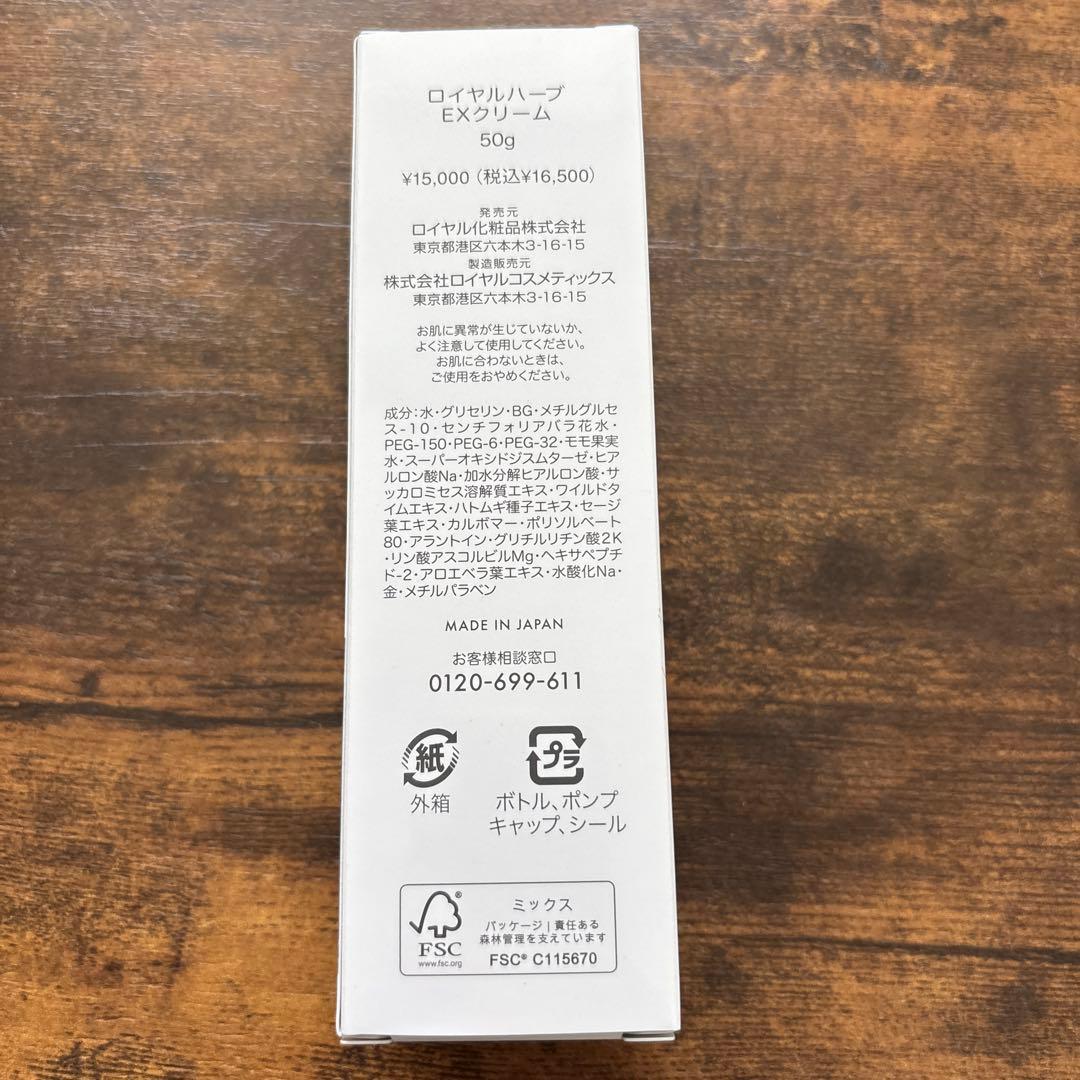 ロイヤルハーブ
EXクリーム
50g
¥15,000（税込¥16,500）
発売元
ロイヤル化粧品株式会社
東京都港区六本木3-16-15
製造販売元
株式会社ロイヤルコスメティックス
東京都港区六本木3-16-15
お肌に異常が生じていないか、
よく注意して使用してください。
お肌に合わないときは、
ご使用をおやめください。
成分：水・グリセリン・BG・メチルグルセ
ス-10・センチフォリアバラ花水・
PEG-150・PEG-6・PEG-32・モモ果実
水・スーパーオキシドジスムターゼ・ヒア
ルロン酸Na・加水分解ヒアルロン酸・サ
ッカロミセス溶解質エキス・ワイルドタ
イムエキス・ハトムギ種子エキス・セージ
葉エキス・カルボマー・ポリソルベート
80・アラントイン・グリチルリチン酸2K
・リン酸アスコルビルMg・ヘキサペプチ
ド-2・アロエベラ葉エキス・水酸化Na・
金・メチルパラベン
MADE IN JAPAN
お客様相談窓口
0120-699-611
紙
外箱
プラ
ボトル、ポンプ
キャップ、シール
FSC
www.fsc.org
®
ミックス
パッケージ | 責任ある
森林管理を支えています
FSC® C115670